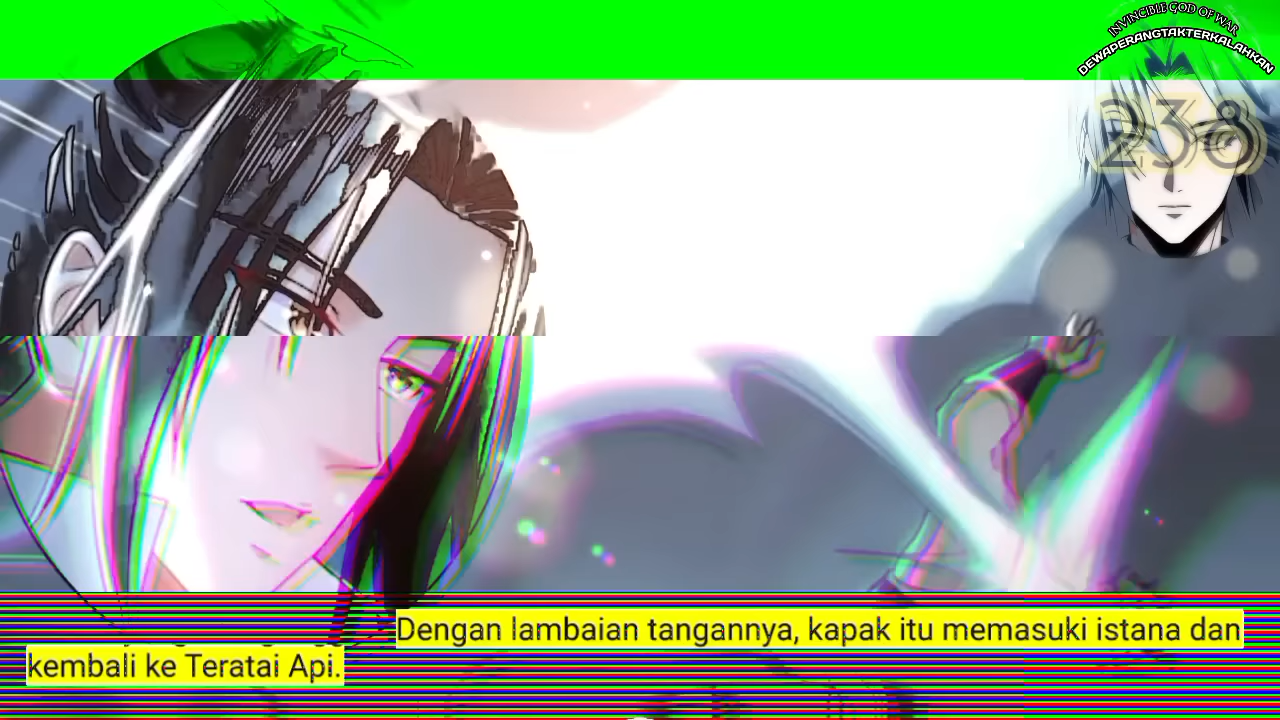 INVINCIBLE GOD OF WAR
DEWAPERANGTAKTERKALAHKAN
238
Dengan lambaian tangannya, kapak itu memasuki istana dan
kembali ke Teratai Api.